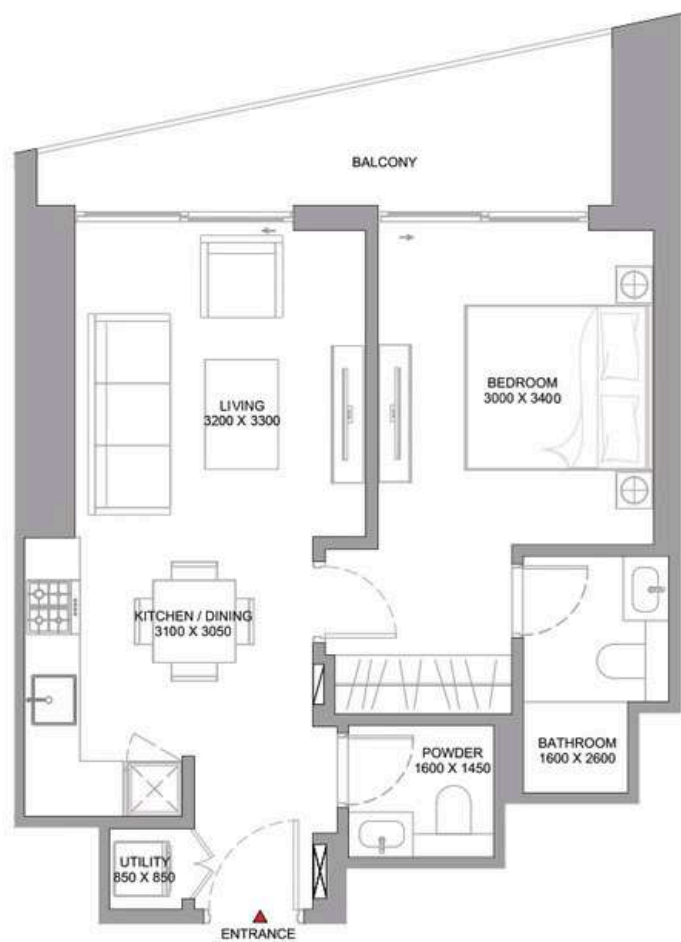 BALCONY
LIVING
3200 X 3300
BEDROOM
3000 X 3400
KITCHEN / DINING
3100 X 3050
POWDER
1600 X 1450
BATHROOM
1600 X 2600
UTILITY
850 X 850
ENTRANCE